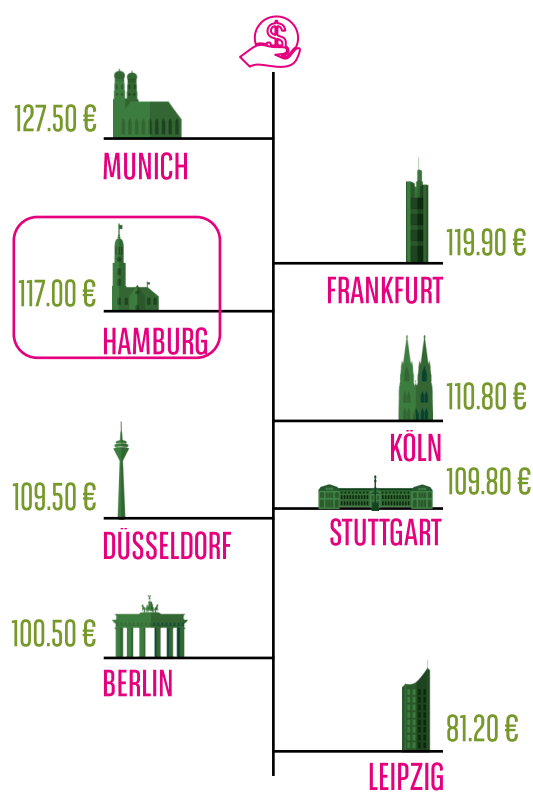 127.50 €
MUNICH
119.90 €
FRANKFURT
117.00 €
HAMBURG
110.80 €
KÖLN
109.80 €
STUTTGART
109.50 €
DÜSSELDORF
100.50 €
BERLIN
81.20 €
LEIPZIG